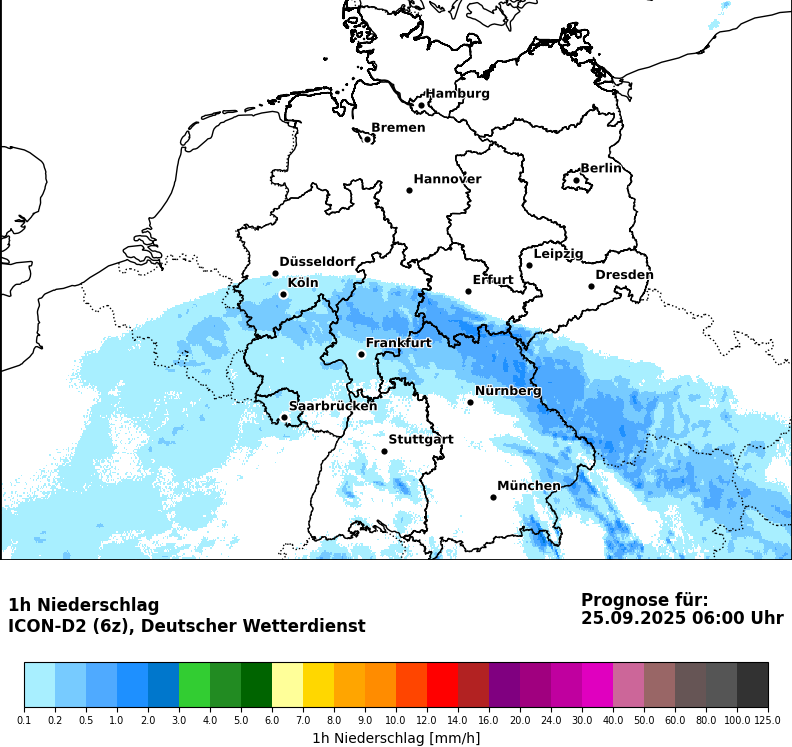 Hamburg
Bremen
Berlin
Hannover
Leipzig
Düsseldorf
Dresden
Köln
Erfurt
Frankfurt
Nürnberg
Saarbrücken
Stuttgart
München
1h Niederschlag
ICON-D2 (6z), Deutscher Wetterdienst
Prognose für:
25.09.2025 06:00 Uhr
0.1 0.2 0.5 1.0 2.0 3.0 4.0 5.0 6.0 7.0 8.0 9.0 10.0 12.0 14.0 16.0 20.0 24.0 30.0 40.0 50.0 60.0 80.0 100.0 125.0
1h Niederschlag [mm/h]